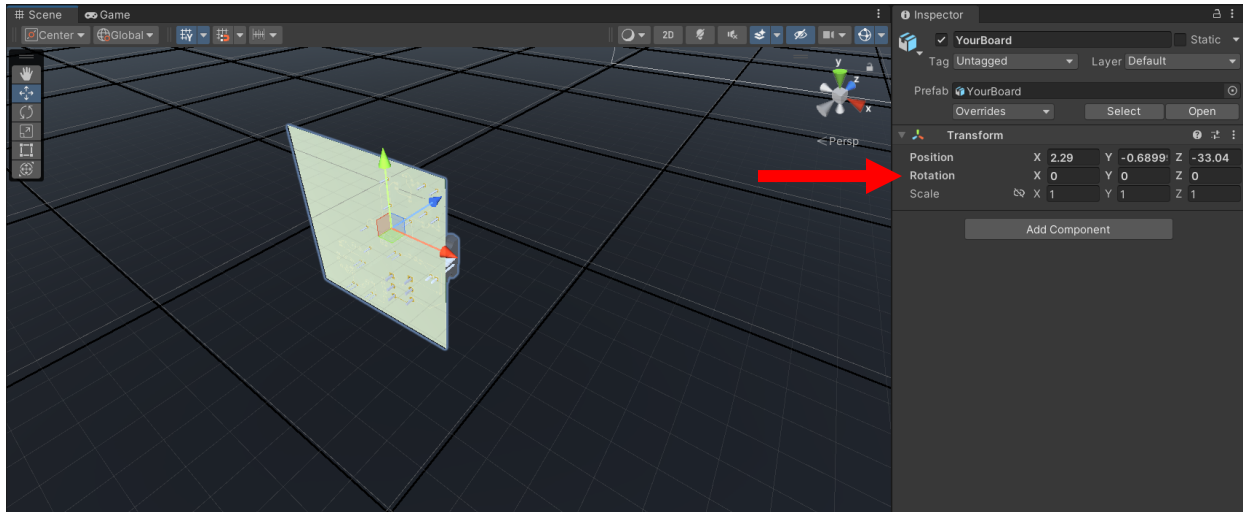 Scene Game
Center Global 2D
Persp
y
z
x
Inspector
YourBoard Static
Tag Untagged Layer Default
Prefab YourBoard
Overrides Select Open
Transform
Position X 2.29 Y -0.6899 Z -33.04
Rotation X 0 Y 0 Z 0
Scale X 1 Y 1 Z 1
Add Component